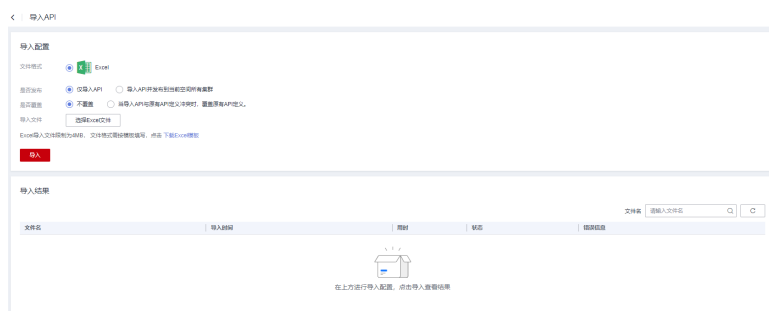 导入API
导入配置
文件格式 Excel
是否发布 仅导入API 导入API并发布到当前空间所有集群
是否覆盖 不覆盖 当导入API与原有API定义冲突时，覆盖原有API定义。
导入文件 选择Excel文件
Excel导入文件限制为4MB，文件格式需按模板填写，点击 下载Excel模板
导入
导入结果
文件名 请输入文件名
文件名 导入时间 用时 状态 错误信息
在上方进行导入配置，点击导入查看结果